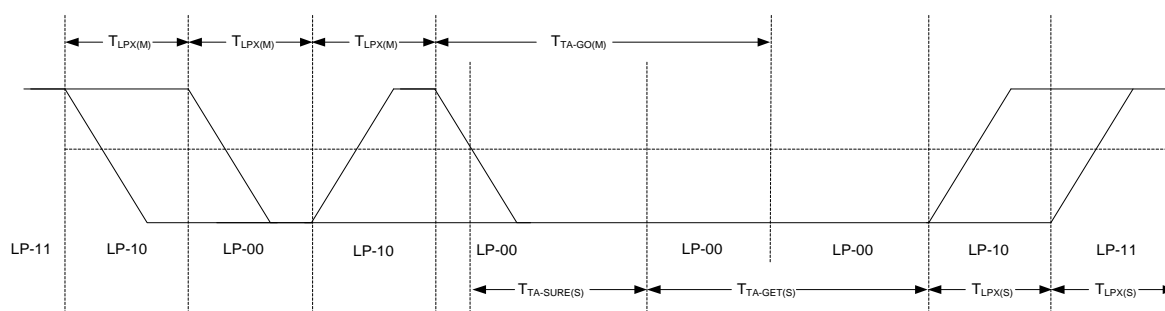 TLPX(M) TLPX(M) TLPX(M) TTA-GO(M)
LP-11 LP-10 LP-00 LP-10 LP-00 LP-00 LP-00 LP-10 LP-11
TTA-SURE(S) TTA-GET(S) TLPX(S) TLPX(S)